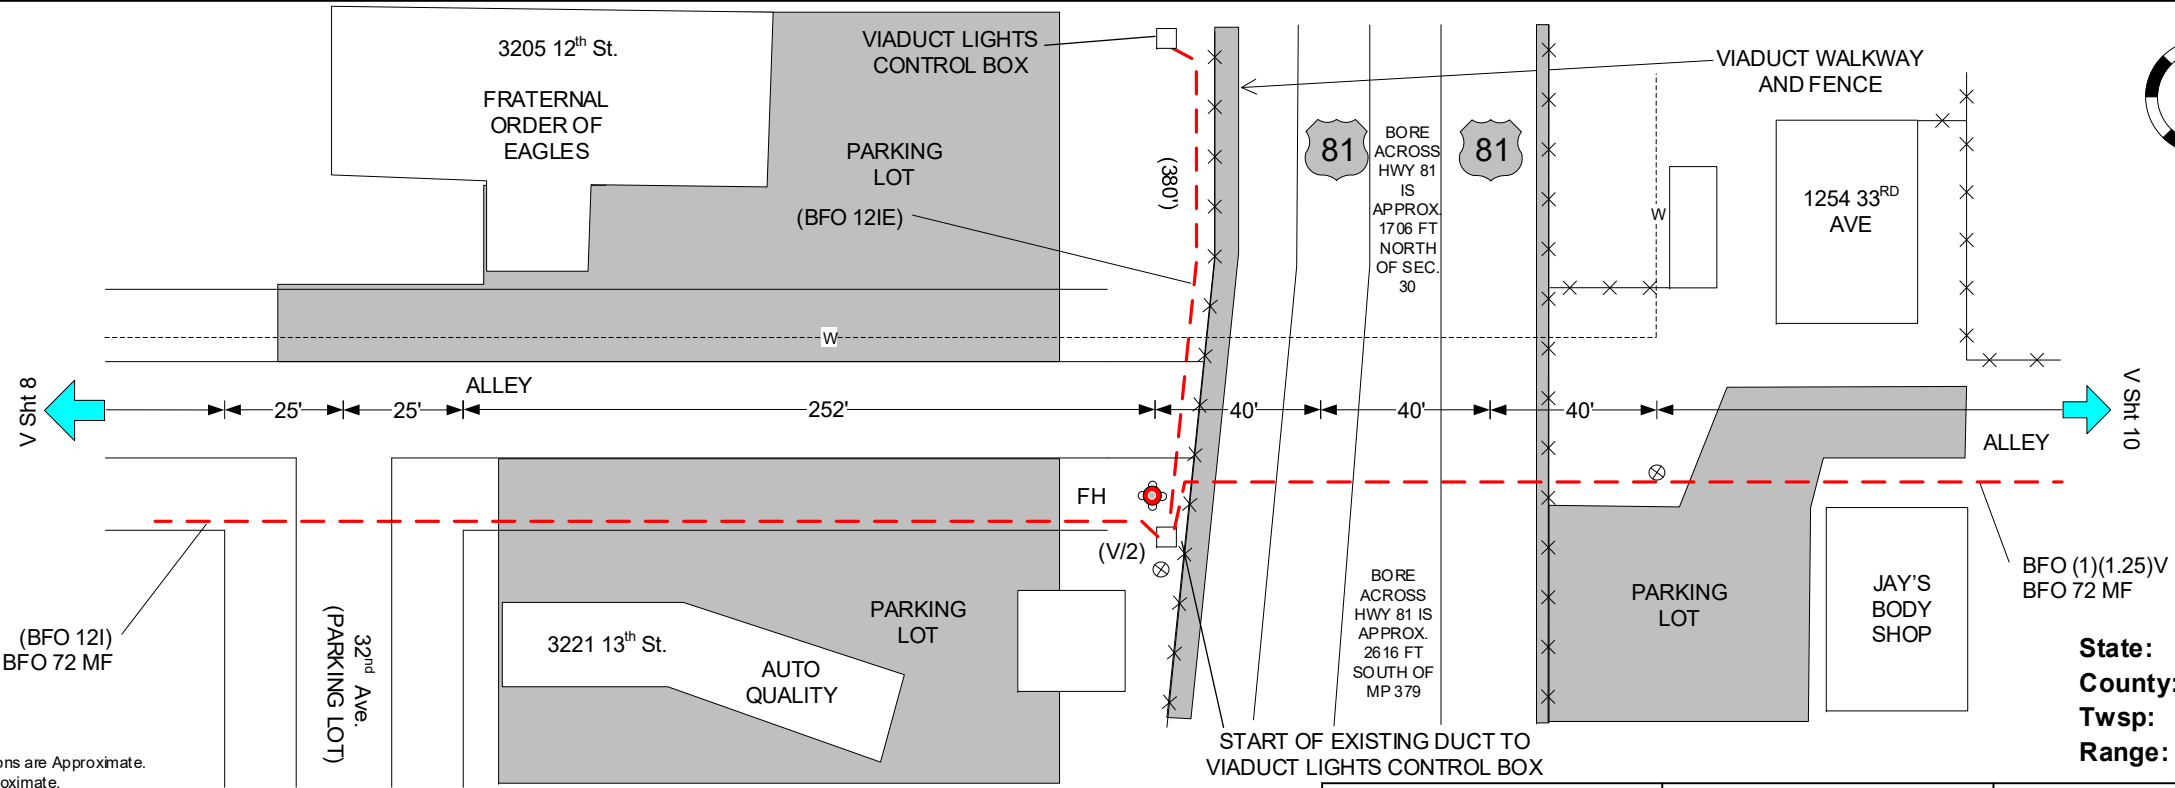 3205 12th St.
FRATERNAL
ORDER OF
EAGLES
PARKING
LOT
VIADUCT LIGHTS
CONTROL BOX
(BFO 12IE)
(380')
VIADUCT WALKWAY
AND FENCE
81
81
BORE
ACROSS
HWY 81
IS
APPROX.
1706 FT
NORTH
OF SEC.
30
W
1254 33RD
AVE
W
V Sht 8
ALLEY
25'
25'
252'
40'
40'
40'
V Sht 10
ALLEY
FH
(V/2)
(BFO 12I)
BFO 72 MF
32nd Ave.
(PARKING LOT)
3221 13th St.
AUTO
QUALITY
PARKING
LOT
BORE
ACROSS
HWY 81 IS
APPROX.
2616 FT
SOUTH OF
MP 379
PARKING
LOT
JAY'S
BODY
SHOP
BFO (1)(1.25)V
BFO 72 MF
START OF EXISTING DUCT TO
VIADUCT LIGHTS CONTROL BOX
State:
County:
Twsp:
Range:
ons are Approximate.
oximate.